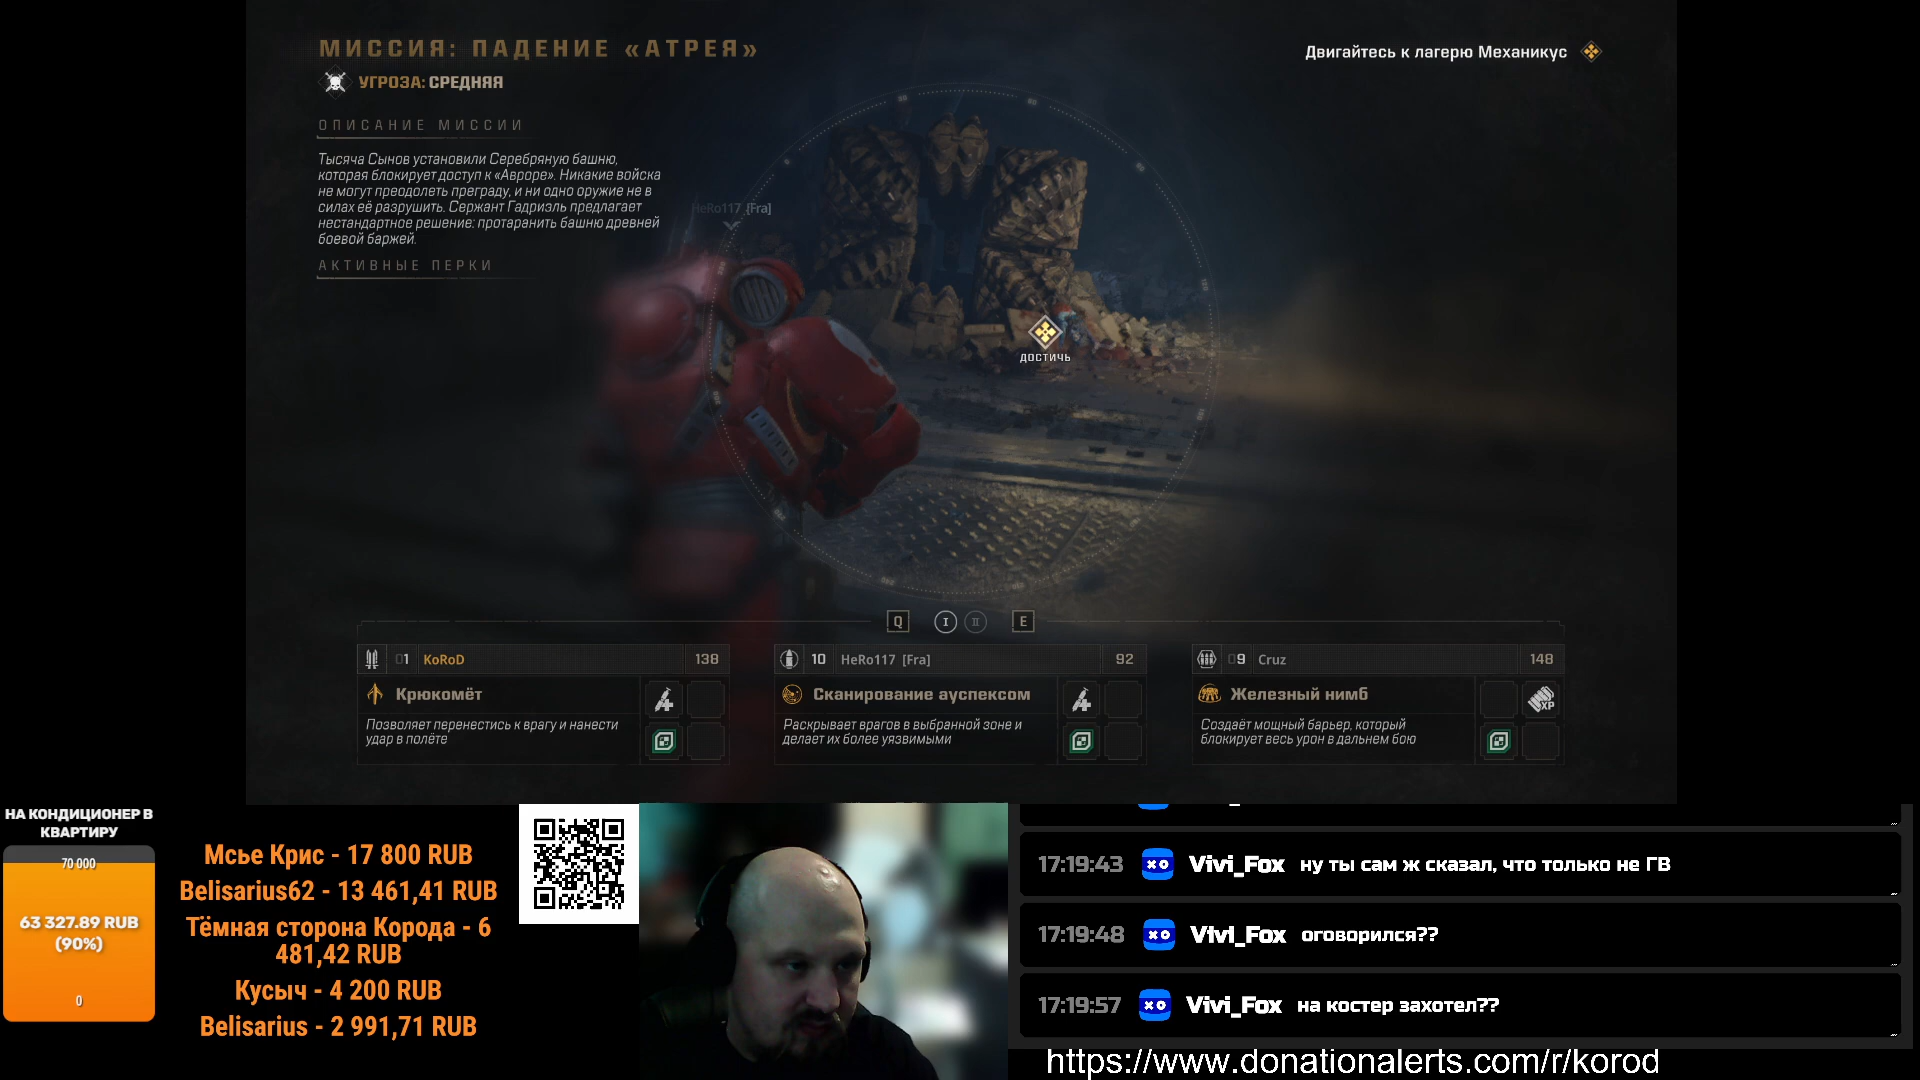 МИССИЯ: ПАДЕНИЕ «АТРЕЯ»
УГРОЗА: СРЕДНЯЯ
Двигайтесь к лагерю Механикус
ОПИСАНИЕ МИССИИ
Тысяча Сынов установили Серебряную башню,
которая блокирует доступ к «Авроре». Никакие войска
не могут преодолеть преграду, и ни одно оружие не в
силах её разрушить. Сержант Гадриэль предлагает
нестандартное решение: протаранить башню древней
боевой баржей.
АКТИВНЫЕ ПЕРКИ
HeRo117 [Fra]
ДОСТИЧЬ
Q I II E
01 KoRoD 138
Крюкомёт
Позволяет перенестись к врагу и нанести
удар в полёте
10 HeRo117 [Fra] 92
Сканирование ауспексом
Раскрывает врагов в выбранной зоне и
делает их более уязвимыми
09 Cruz 148
Железный нимб
XP
Создаёт мощный барьер, который
блокирует весь урон в дальнем бою
НА КОНДИЦИОНЕР В
КВАРТИРУ
70 000
63 327.89 RUB
(90%)
0
Мсье Крис - 17 800 RUB
Belisarius62 - 13 461,41 RUB
Тёмная сторона Корода - 6
481,42 RUB
Кусыч - 4 200 RUB
Belisarius - 2 991,71 RUB
17:19:43 Vivi_Fox ну ты сам ж сказал, что только не ГВ
17:19:48 Vivi_Fox оговорился??
17:19:57 Vivi_Fox на костер захотел??
https://www.donationalerts.com/r/korod